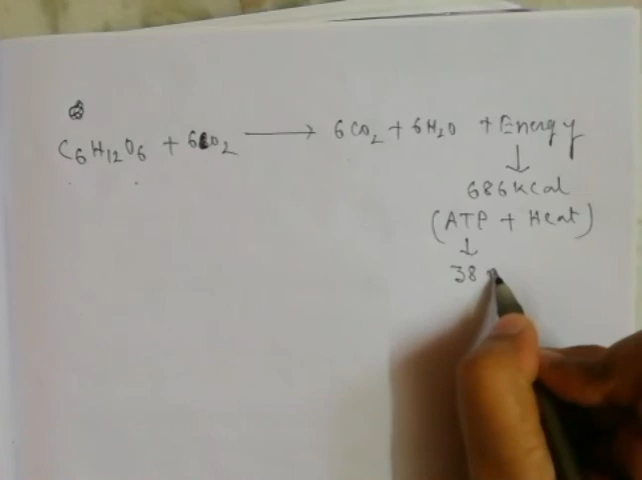 C6H12O6 + 6O2 → 6CO2 + 6H2O + Energy
↓
686 Kcal
(ATP + Heat)
↓
38